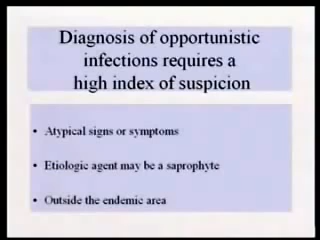 Diagnosis of opportunistic
infections requires a
high index of suspicion
• Atypical signs or symptoms
• Etiologic agent may be a saprophyte
• Outside the endemic area